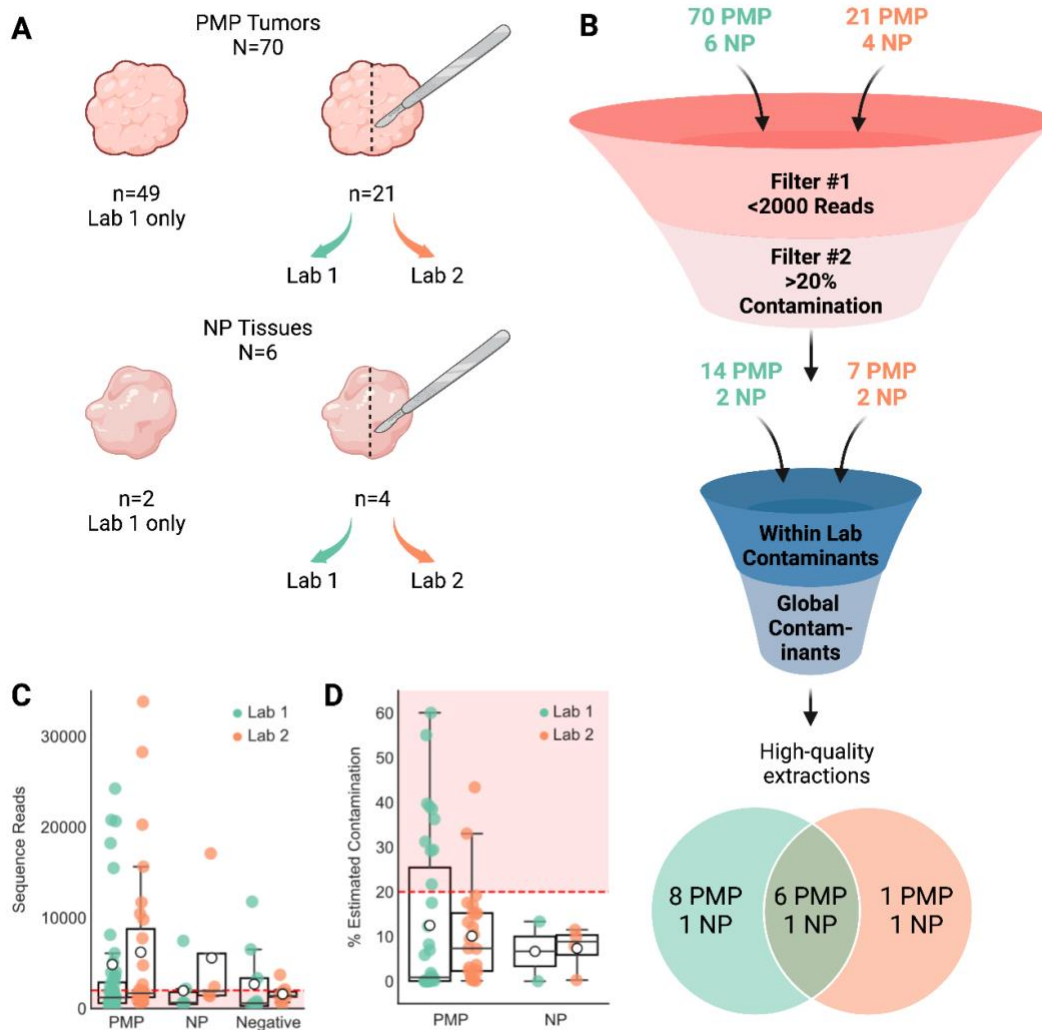 A
PMP Tumors
N=70
n=49
Lab 1 only
n=21
Lab 1
Lab 2
NP Tissues
N=6
n=2
Lab 1 only
n=4
Lab 1
Lab 2
B
70 PMP
6 NP
21 PMP
4 NP
Filter #1
<2000 Reads
Filter #2
>20%
Contamination
14 PMP
2 NP
7 PMP
2 NP
Within Lab
Contaminants
Global
Contam-
inants
High-quality
extractions
8 PMP
1 NP
6 PMP
1 NP
1 PMP
1 NP
C
Sequence Reads
30000
20000
10000
0
Lab 1
Lab 2
PMP
NP
Negative
D
% Estimated Contamination
60
50
40
30
20
10
0
Lab 1
Lab 2
PMP
NP